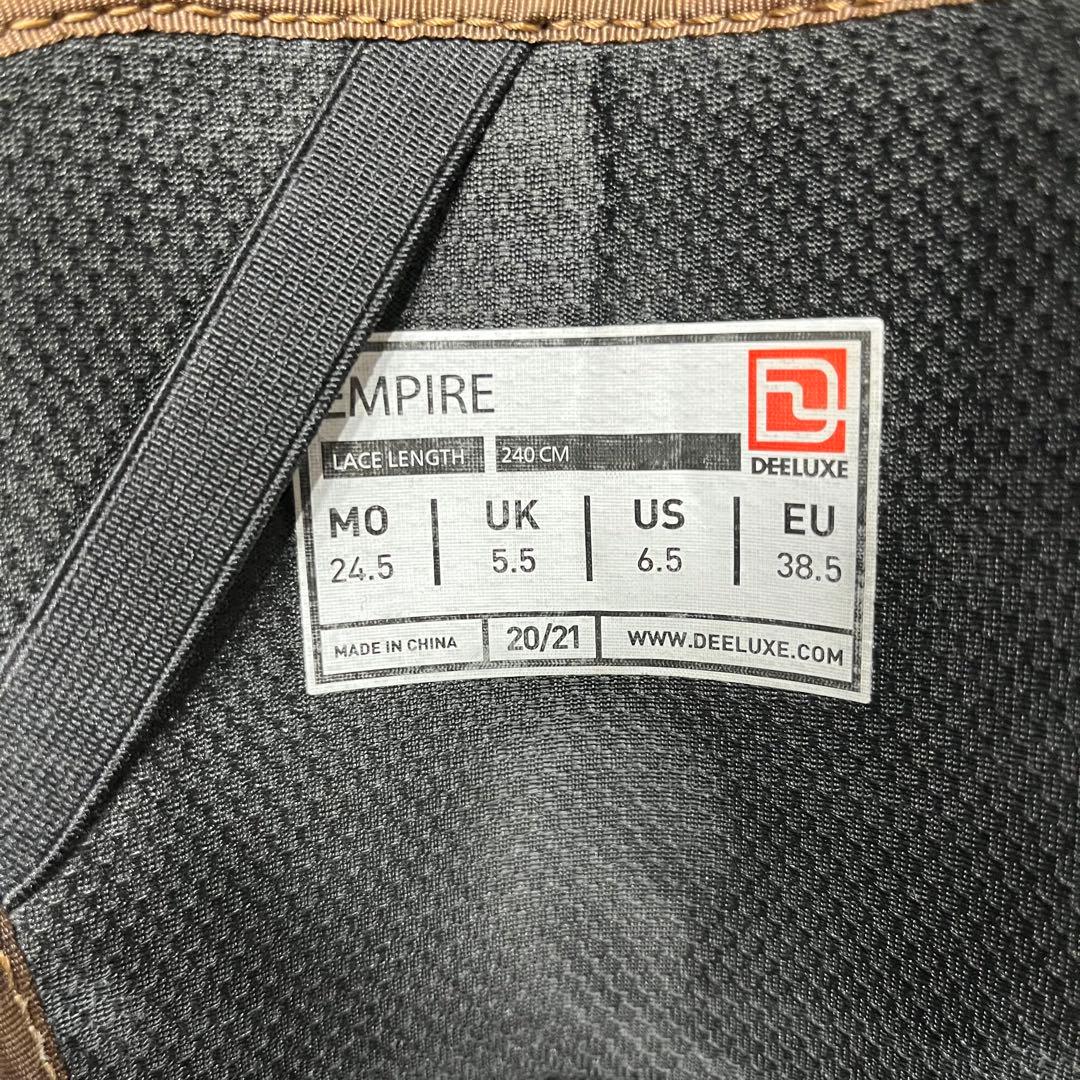 EMPIRE
DEELUXE
LACE LENGTH 240 CM
MO UK US EU
24.5 5.5 6.5 38.5
MADE IN CHINA 20/21 WWW.DEELUXE.COM